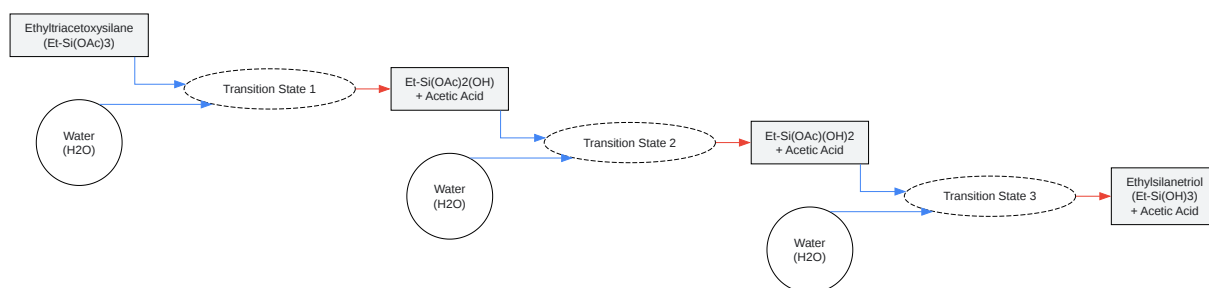 Ethyltriacetoxysilane
(Et-Si(OAc)3)
Water
(H2O)
Transition State 1
Et-Si(OAc)2(OH)
+ Acetic Acid
Water
(H2O)
Transition State 2
Et-Si(OAc)(OH)2
+ Acetic Acid
Water
(H2O)
Transition State 3
Ethylsilanetriol
(Et-Si(OH)3)
+ Acetic Acid